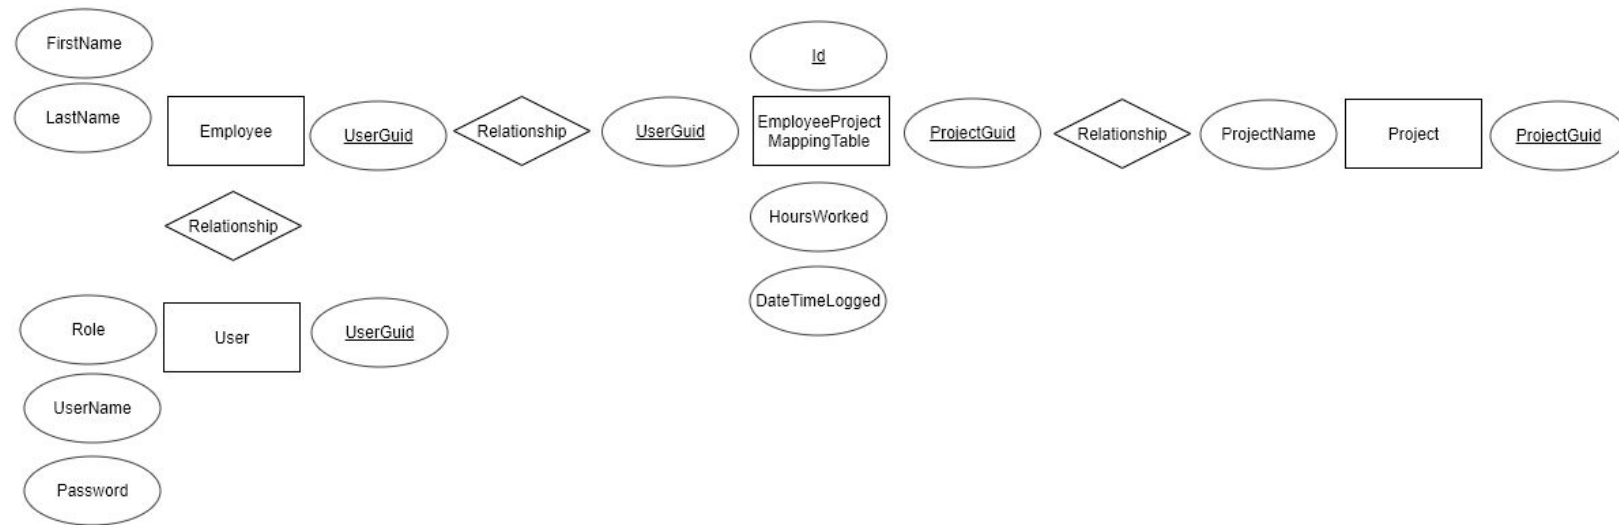 FirstName
LastName
Employee
UserGuid
Relationship
UserGuid
Id
EmployeeProject
MappingTable
ProjectGuid
Relationship
ProjectName
Project
ProjectGuid
Relationship
HoursWorked
DateTimeLogged
Role
User
UserGuid
UserName
Password